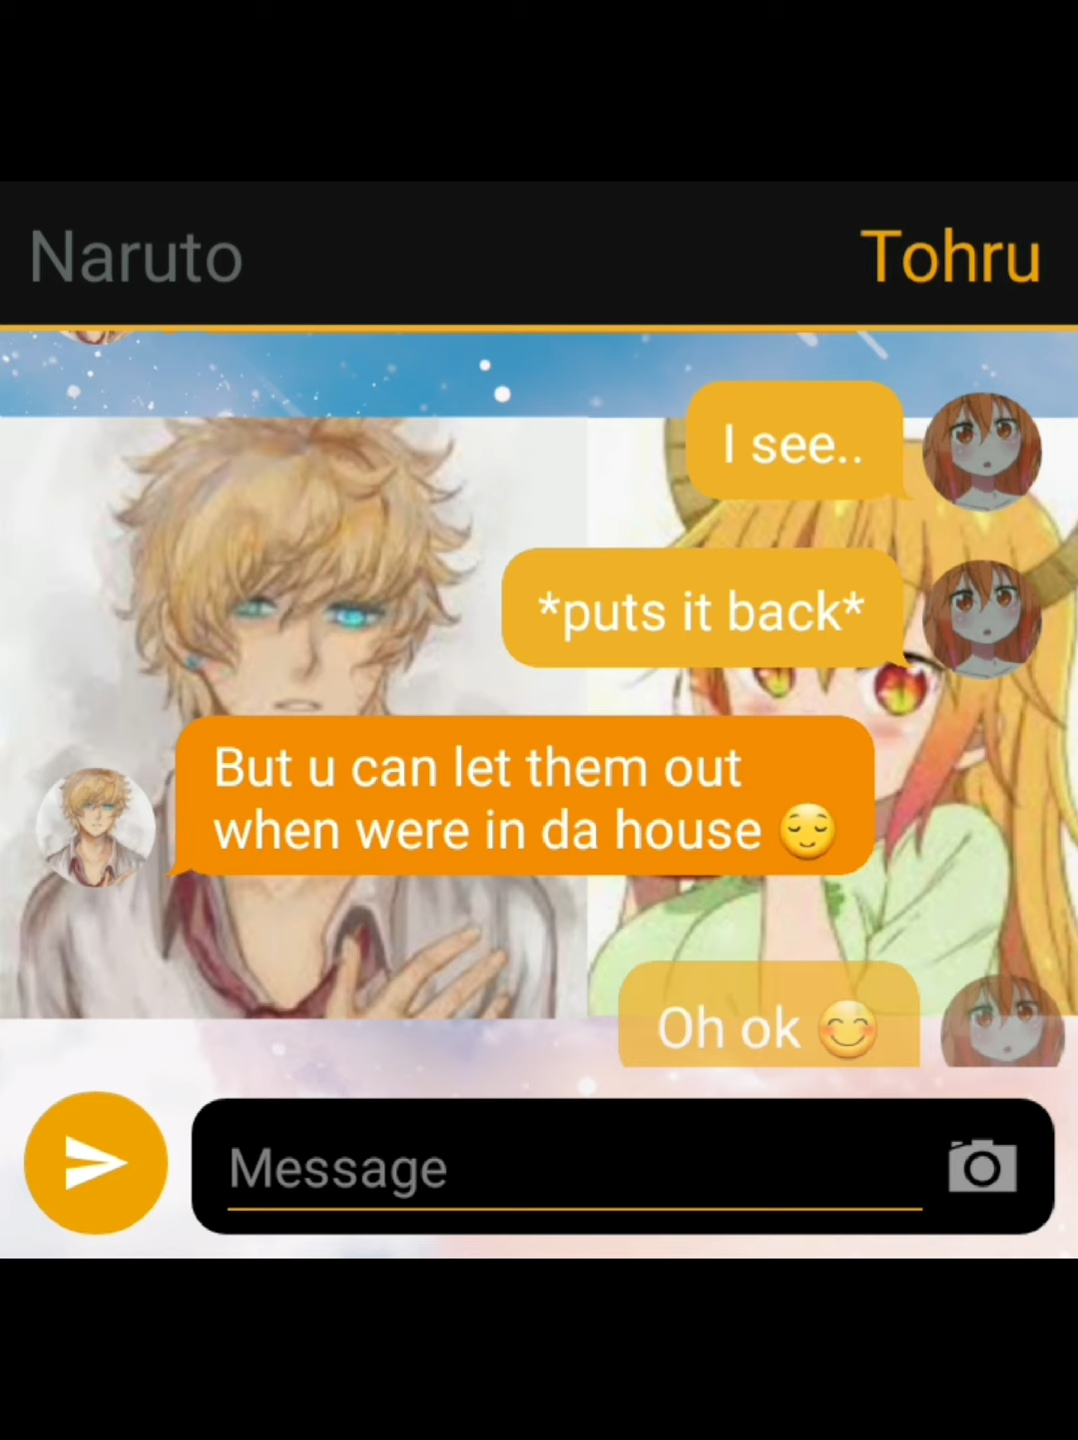 Naruto
Tohru
I see..
*puts it back*
But u can let them out
when were in da house 😌
Oh ok 😊
Message